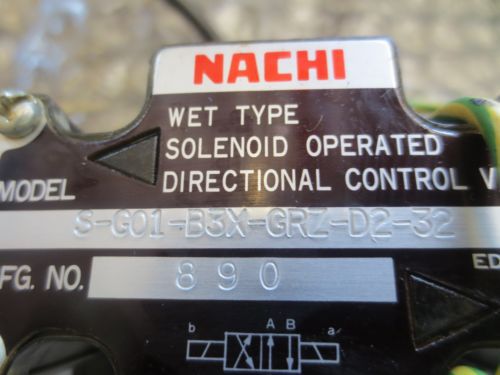 NACHI
WET TYPE
SOLENOID OPERATED
DIRECTIONAL CONTROL V
MODEL
S-G01-B3X-GRZ-D2-32
FG. NO. 890
ED
b A B a